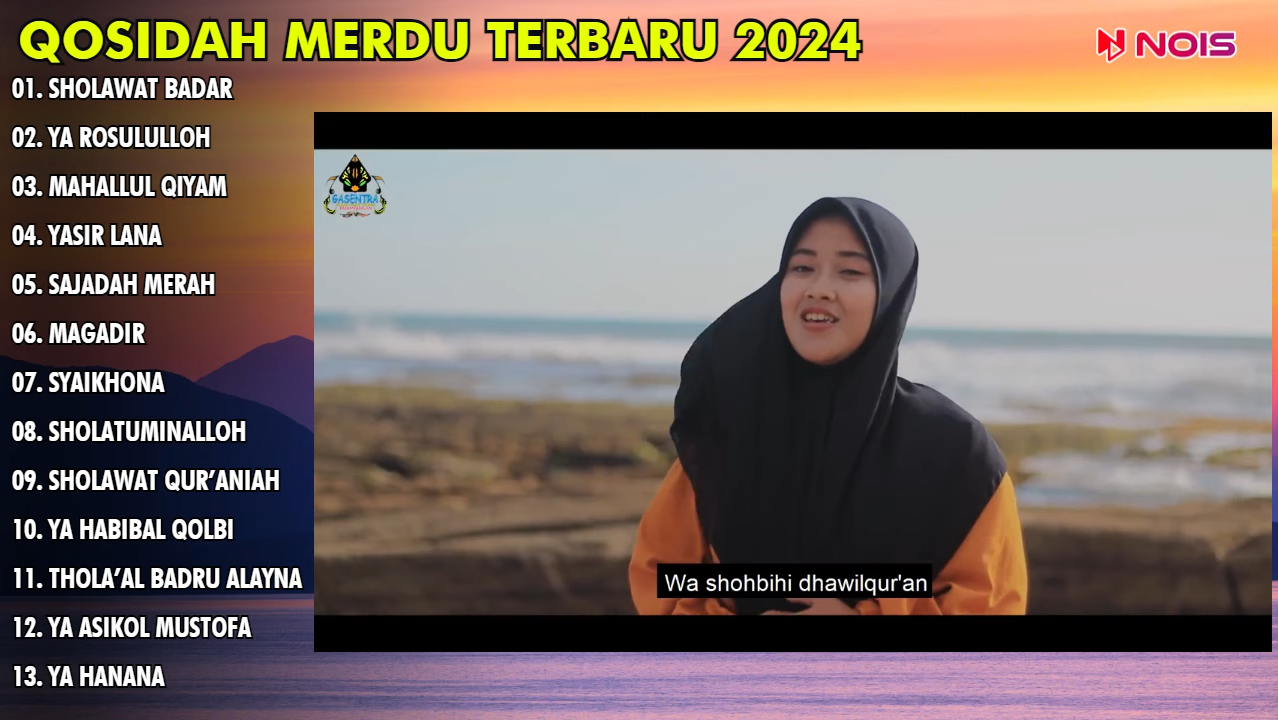 QOSIDAH MERDU TERBARU 2024
NOIS
01. SHOLAWAT BADAR
02. YA ROSULULLOH
03. MAHALLUL QIYAM
04. YASIR LANA
05. SAJADAH MERAH
06. MAGADIR
07. SYAIKHONA
08. SHOLATUMINALLOH
09. SHOLAWAT QUR’ANIAH
10. YA HABIBAL QOLBI
11. THOLA’AL BADRU ALAYNA
12. YA ASIKOL MUSTOFA
13. YA HANANA
GASENTRA
Wa shohbihi dhawilqur'an